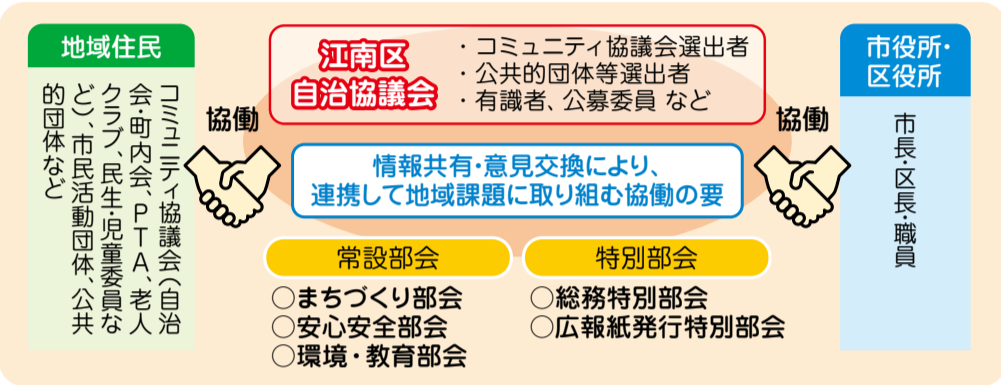 地域住民
コミュニティ協議会（自治
会・町内会、ＰＴＡ、老人
クラブ、民生・児童委員な
ど）、市民活動団体、公共
的団体など
協働
江南区
自治協議会
・コミュニティ協議会選出者
・公共的団体等選出者
・有識者、公募委員 など
情報共有・意見交換により、
連携して地域課題に取り組む協働の要
常設部会
○まちづくり部会
○安心安全部会
○環境・教育部会
特別部会
○総務特別部会
○広報紙発行特別部会
協働
市役所・
区役所
市長・区長・職員